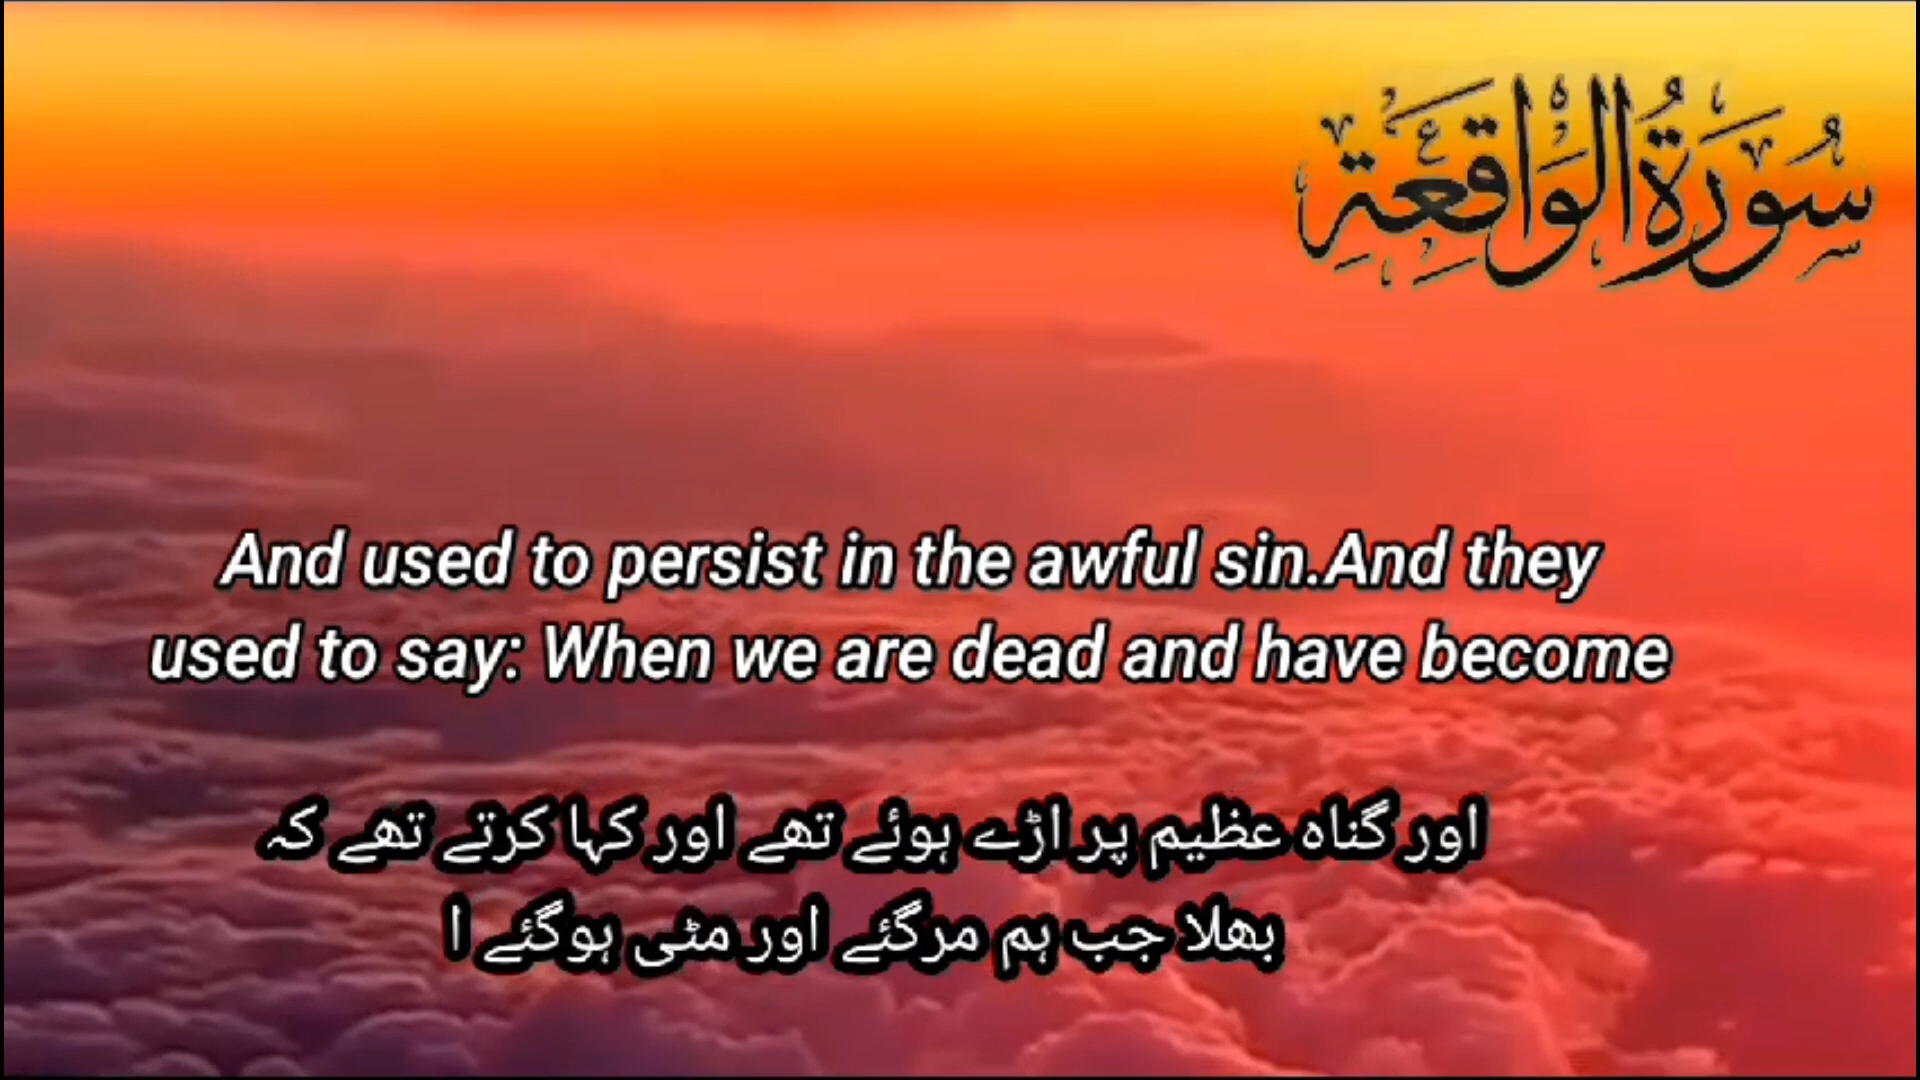 سُورَةُ الْوَاقِعَةِ
And used to persist in the awful sin.And they
used to say: When we are dead and have become
اور گناہ عظیم پر اڑے ہوئے تھے اور کہا کرتے تھے کہ
بھلا جب ہم مرگئے اور مٹی ہوگئے ا